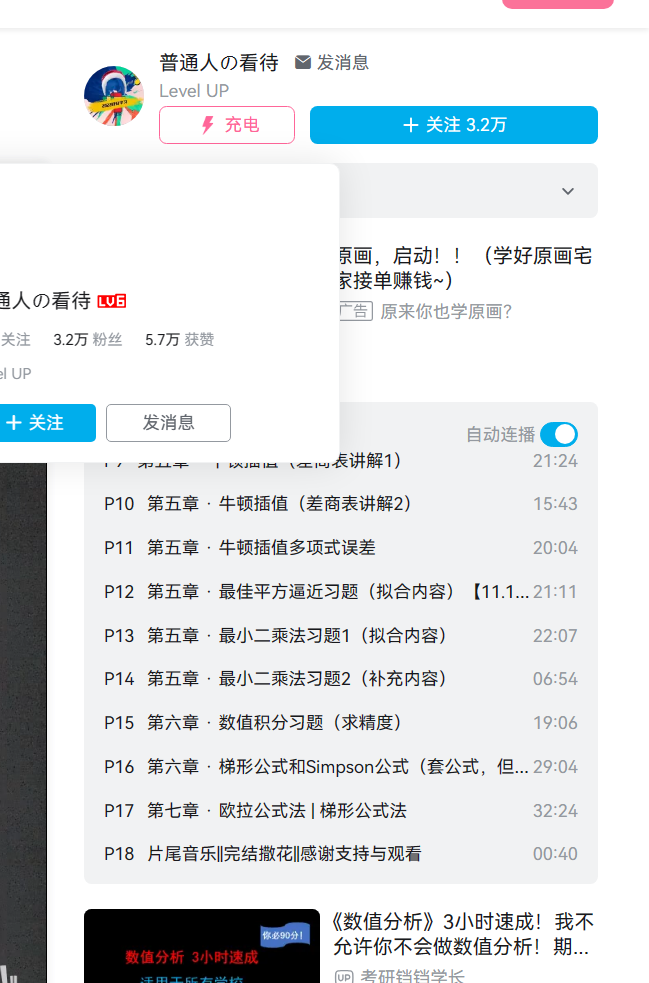 普通人の看待 发消息
Level UP
充电
+ 关注 3.2万
通人の看待 LV6
关注 3.2万 粉丝 5.7万 获赞
el UP
+ 关注
发消息
原画，启动！！（学好原画宅
家接单赚钱~）
广告 原来你也学原画？
自动连播
21:24
P10 第五章 · 牛顿插值（差商表讲解2） 15:43
P11 第五章 · 牛顿插值多项式误差 20:04
P12 第五章 · 最佳平方逼近习题（拟合内容）【11.1... 21:11
P13 第五章 · 最小二乘法习题1（拟合内容） 22:07
P14 第五章 · 最小二乘法习题2（补充内容） 06:54
P15 第六章 · 数值积分习题（求精度） 19:06
P16 第六章 · 梯形公式和Simpson公式（套公式，但... 29:04
P17 第七章 · 欧拉公式法 | 梯形公式法 32:24
P18 片尾音乐||完结撒花||感谢支持与观看 00:40
你必90分！
数值分析 3小时速成
适用于所有学校
《数值分析》3小时速成！我不
允许你不会做数值分析！期...
UP 考研铛铛学长